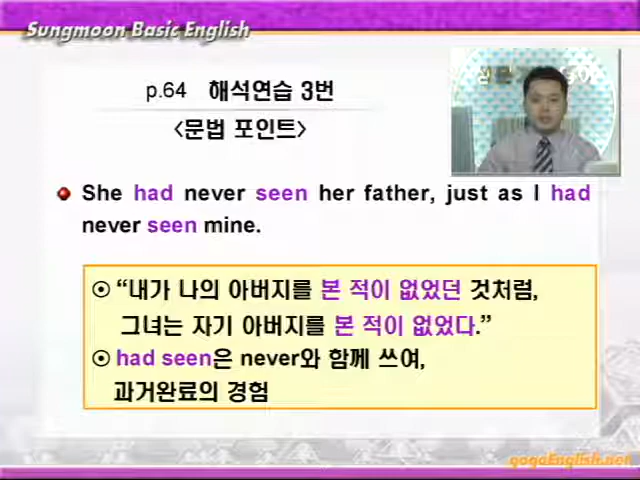 Sungmoon Basic English
p.64 해석연습 3번
<문법 포인트>
She had never seen her father, just as I had
never seen mine.
⊙ “내가 나의 아버지를 본 적이 없었던 것처럼,
그녀는 자기 아버지를 본 적이 없었다.”
⊙ had seen은 never와 함께 쓰여,
과거완료의 경험
gogoEnglish.net